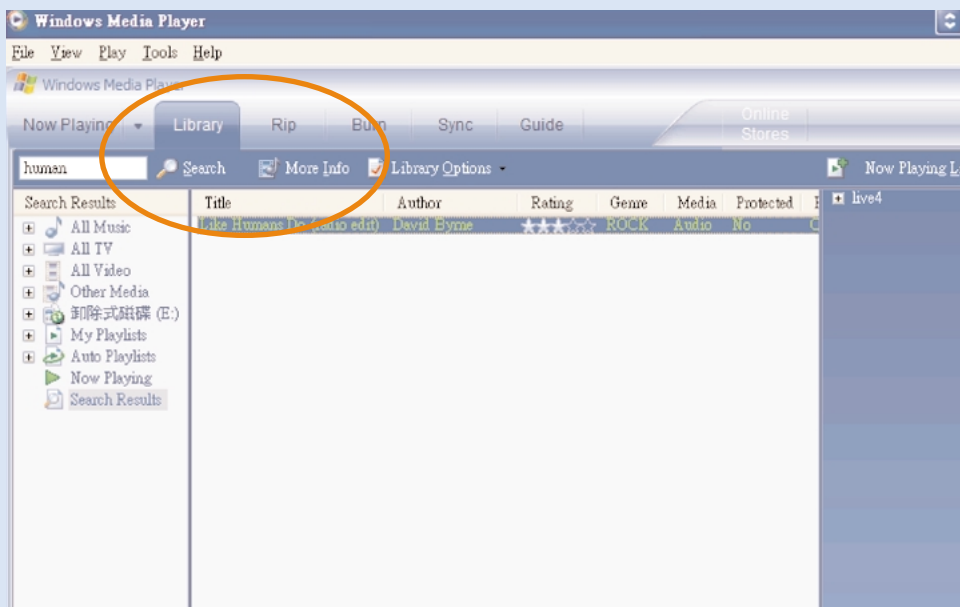 Windows Media Player
File View Play Tools Help
Windows Media Player
Now Playing Library Rip Burn Sync Guide Online Stores
human Search More Info Library Options Now Playing L
Search Results Title Author Rating Genre Media Protected
live4
Like Humans Do (radio edit) David Byrne ROCK Audio No
All Music
All TV
All Video
Other Media
卸除式磁碟 (E:)
My Playlists
Auto Playlists
Now Playing
Search Results